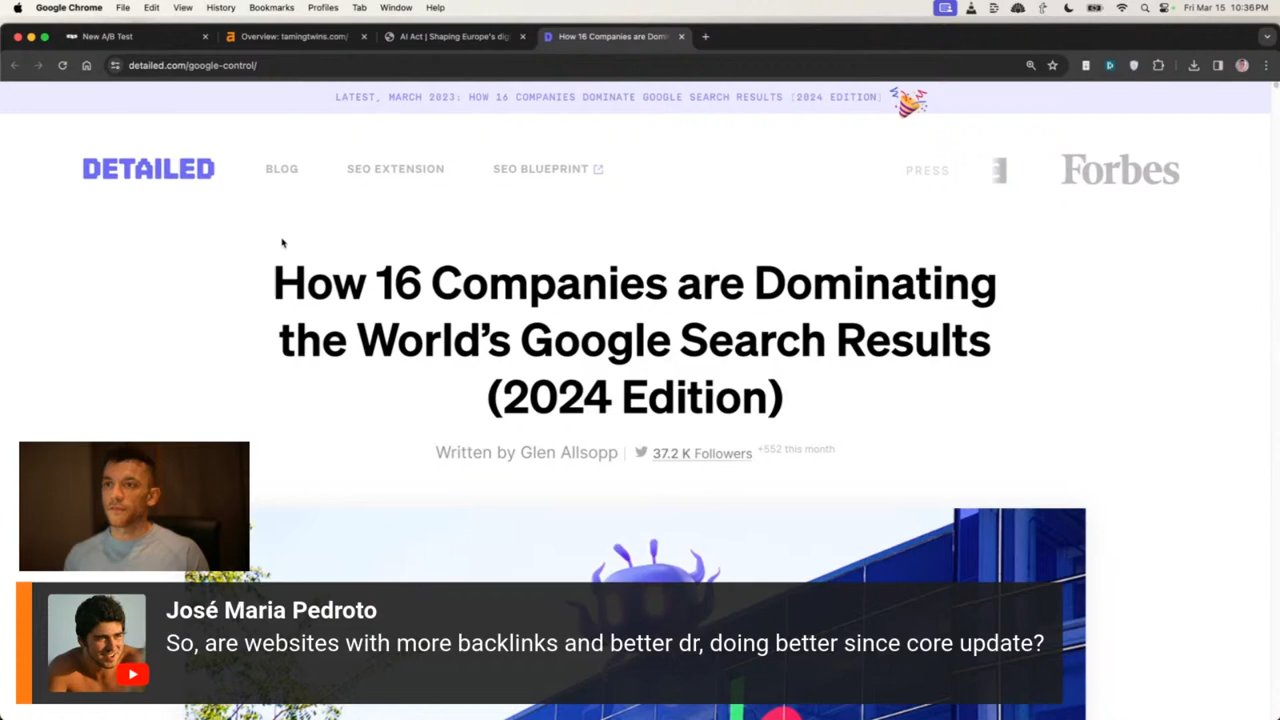 Google Chrome File Edit View History Bookmarks Profiles Tab Window Help Fri Mar 15 10:36PM
New A/B Test Overview: tamingtwins.com/ AI Act | Shaping Europe's dig How 16 Companies are Domi
detailed.com/google-control/
LATEST, MARCH 2023: HOW 16 COMPANIES DOMINATE GOOGLE SEARCH RESULTS (2024 EDITION)
DETAILED BLOG SEO EXTENSION SEO BLUEPRINT PRESS Forbes
How 16 Companies are Dominating
the World's Google Search Results
(2024 Edition)
Written by Glen Allsopp | 37.2 K Followers +552 this month
José Maria Pedroto
So, are websites with more backlinks and better dr, doing better since core update?